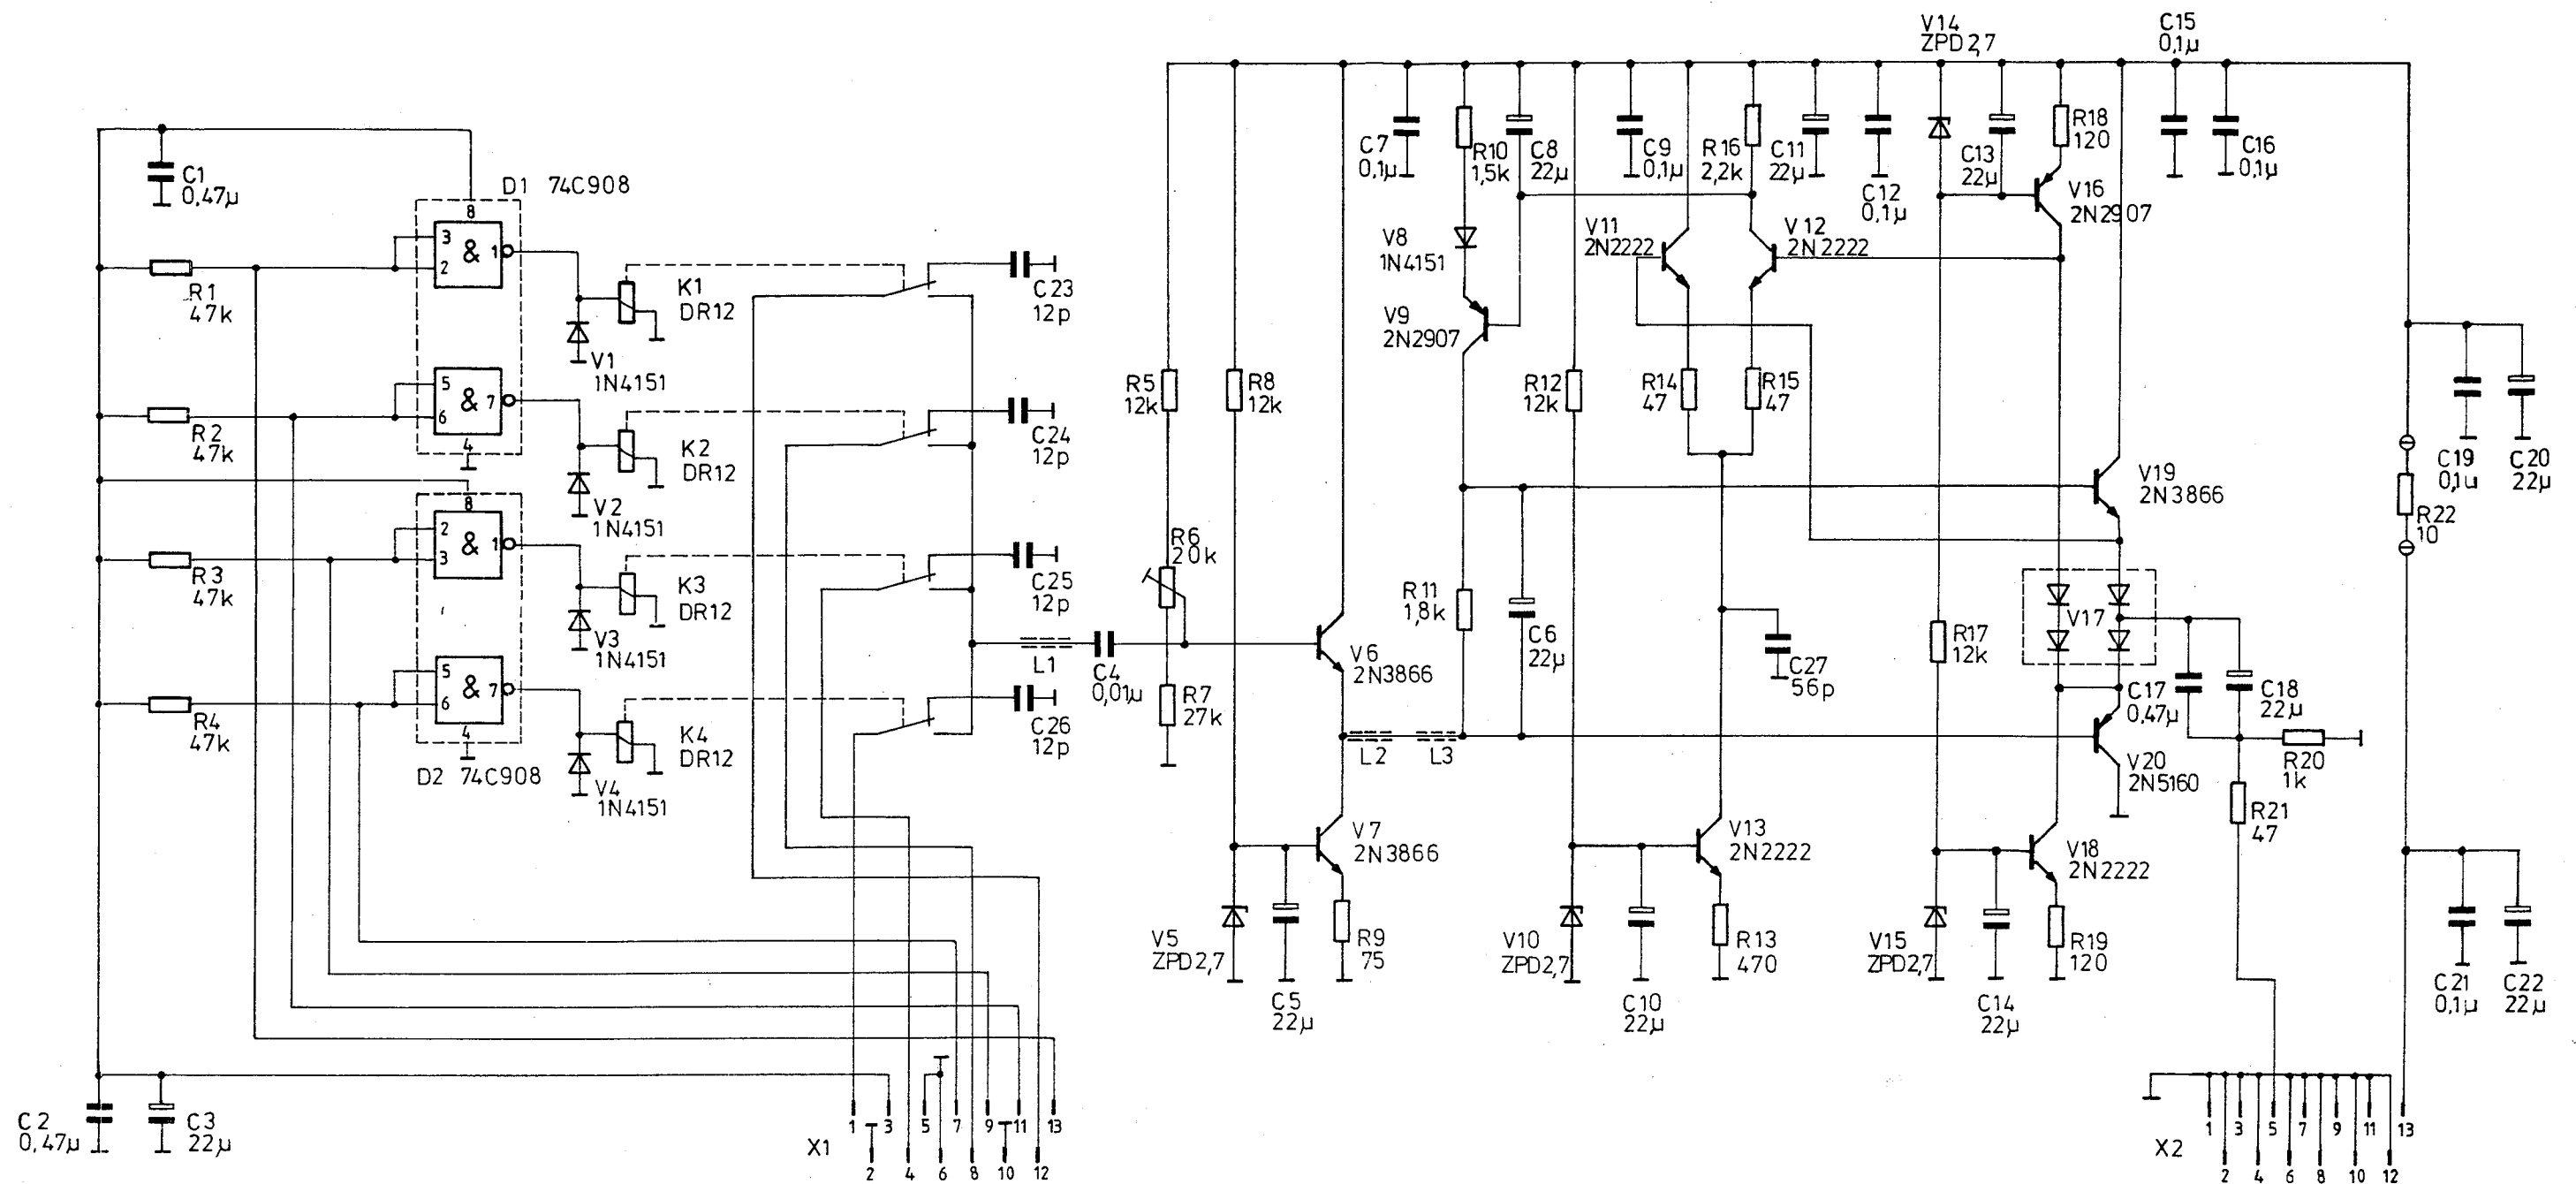 V14
ZPD2,7
C15
0,1µ
C1
0,47µ
D1 74C908
8
3
2
&
1
R1
47k
K1
DR12
C23
12p
V1
1N4151
5
6
&
7
4
R2
47k
K2
DR12
C24
12p
V2
1N4151
8
2
3
&
1
R3
47k
K3
DR12
C25
12p
V3
1N4151
5
6
&
7
4
R4
47k
K4
DR12
C26
12p
D2 74C908
V4
1N4151
L1
C4
0,01µ
C2
0,47µ
C3
22µ
X1
1
3
5
7
9
11
13
2
4
6
8
10
12
C7
0,1µ
R10
1,5k
C8
22µ
C9
0,1µ
R16
2,2k
C11
22µ
C12
0,1µ
C13
22µ
R18
120
C16
0,1µ
V16
2N2907
V8
1N4151
V11
2N2222
V12
2N2222
V9
2N2907
R5
12k
R8
12k
R12
12k
R14
47
R15
47
C19
0,1µ
C20
22µ
V19
2N3866
R22
10
R6
20k
R11
1,8k
C6
22µ
R17
12k
V17
V6
2N3866
C27
56p
R7
27k
C17
0,47µ
C18
22µ
L2
L3
V20
2N5160
R20
1k
R21
47
V7
2N3866
V13
2N2222
V18
2N2222
V5
ZPD2,7
R9
75
V10
ZPD2,7
R13
470
V15
ZPD2,7
R19
120
C5
22µ
C10
22µ
C14
22µ
C21
0,1µ
C22
22µ
X2
1
3
5
7
9
11
13
2
4
6
8
10
12